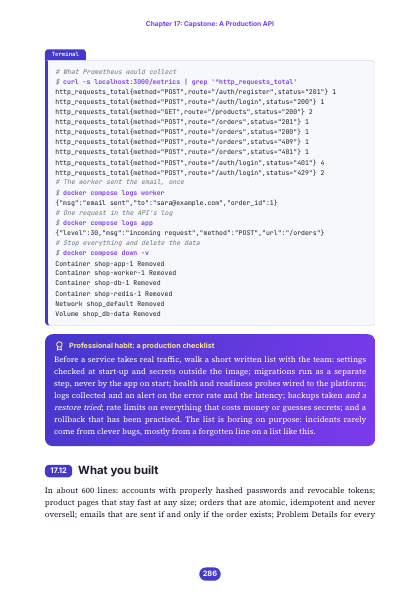 Chapter 17: Capstone: A Production API
Terminal
# What Prometheus would collect
$ curl -s localhost:3000/metrics | grep '^http_requests_total'
http_requests_total{method="POST",route="/auth/register",status="201"} 1
http_requests_total{method="POST",route="/auth/login",status="200"} 1
http_requests_total{method="GET",route="/products",status="200"} 2
http_requests_total{method="POST",route="/orders",status="201"} 1
http_requests_total{method="POST",route="/orders",status="200"} 1
http_requests_total{method="POST",route="/orders",status="409"} 1
http_requests_total{method="POST",route="/orders",status="401"} 1
http_requests_total{method="POST",route="/auth/login",status="401"} 4
http_requests_total{method="POST",route="/auth/login",status="429"} 2
# The worker sent the email, once
$ docker compose logs worker
{"msg":"email sent","to":"sara@example.com","order_id":1}
# One request in the API's log
$ docker compose logs app
{"level":30,"msg":"incoming request","method":"POST","url":"/orders"}
# Stop everything and delete the data
$ docker compose down -v
Container shop-app-1 Removed
Container shop-worker-1 Removed
Container shop-db-1 Removed
Container shop-redis-1 Removed
Network shop_default Removed
Volume shop_db-data Removed
Professional habit: a production checklist
Before a service takes real traffic, walk a short written list with the team: settings
checked at start-up and secrets outside the image; migrations run as a separate
step, never by the app on start; health and readiness probes wired to the platform;
logs collected and an alert on the error rate and the latency; backups taken and a
restore tried; rate limits on everything that costs money or guesses secrets; and a
rollback that has been practised. The list is boring on purpose: incidents rarely
come from clever bugs, mostly from a forgotten line on a list like this.
17.12 What you built
In about 600 lines: accounts with properly hashed passwords and revocable tokens;
product pages that stay fast at any size; orders that are atomic, idempotent and never
oversell; emails that are sent if and only if the order exists; Problem Details for every
286